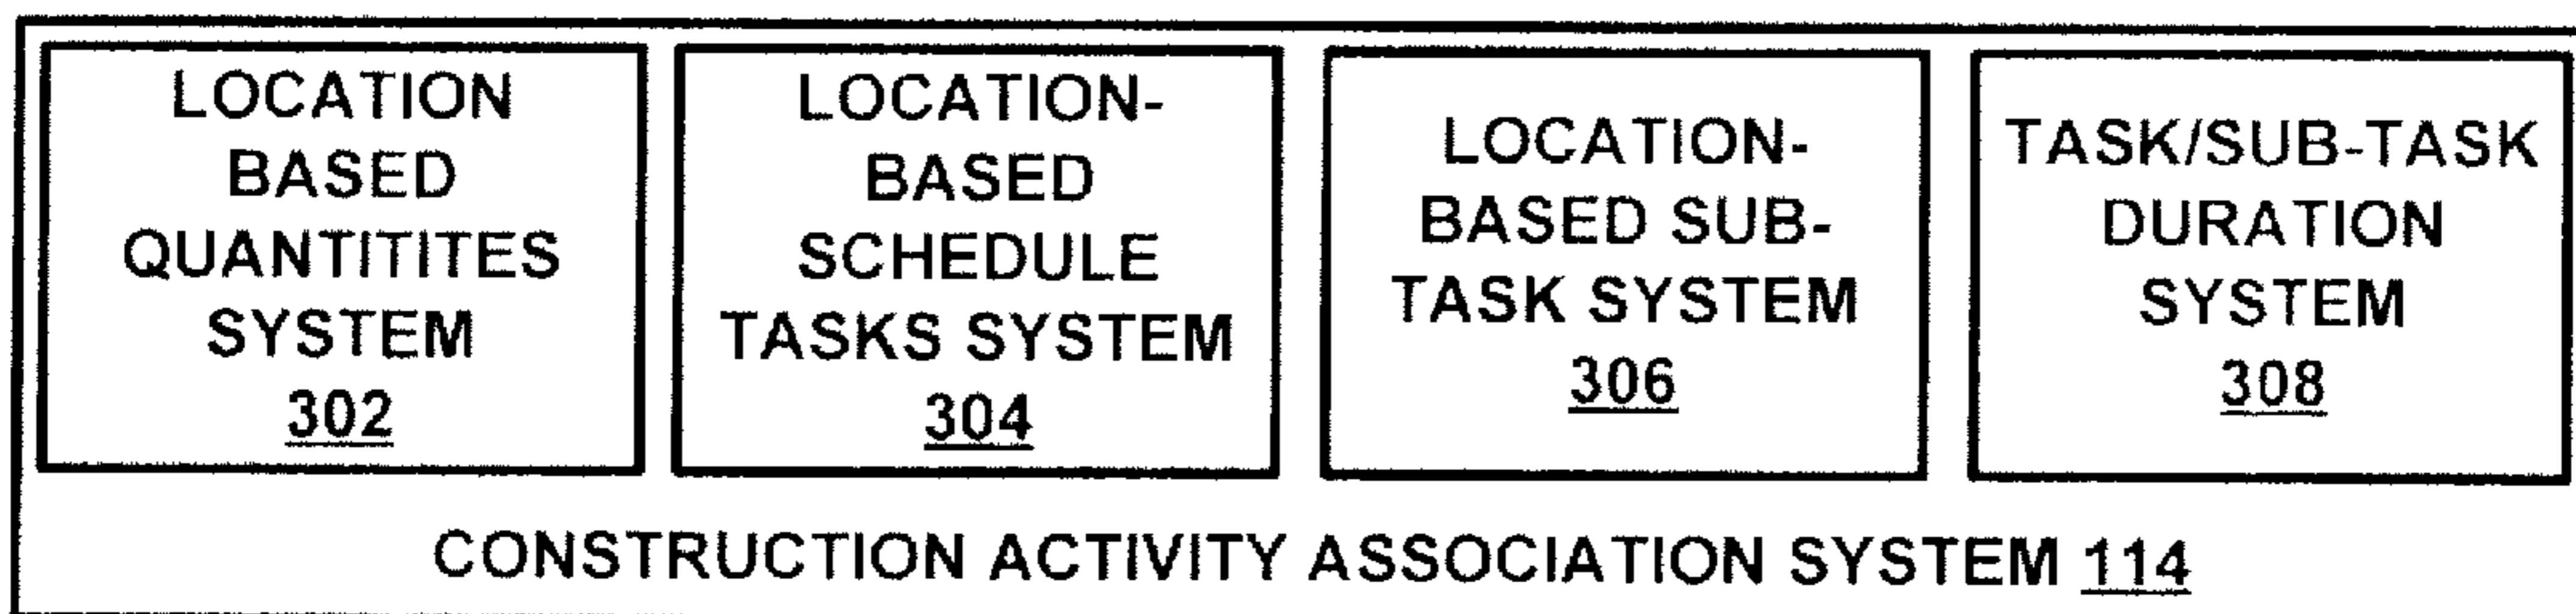 LOCATION
BASED
QUANTITITES
SYSTEM
302
LOCATION-
BASED
SCHEDULE
TASKS SYSTEM
304
LOCATION-
BASED SUB-
TASK SYSTEM
306
TASK/SUB-TASK
DURATION
SYSTEM
308
CONSTRUCTION ACTIVITY ASSOCIATION SYSTEM 114